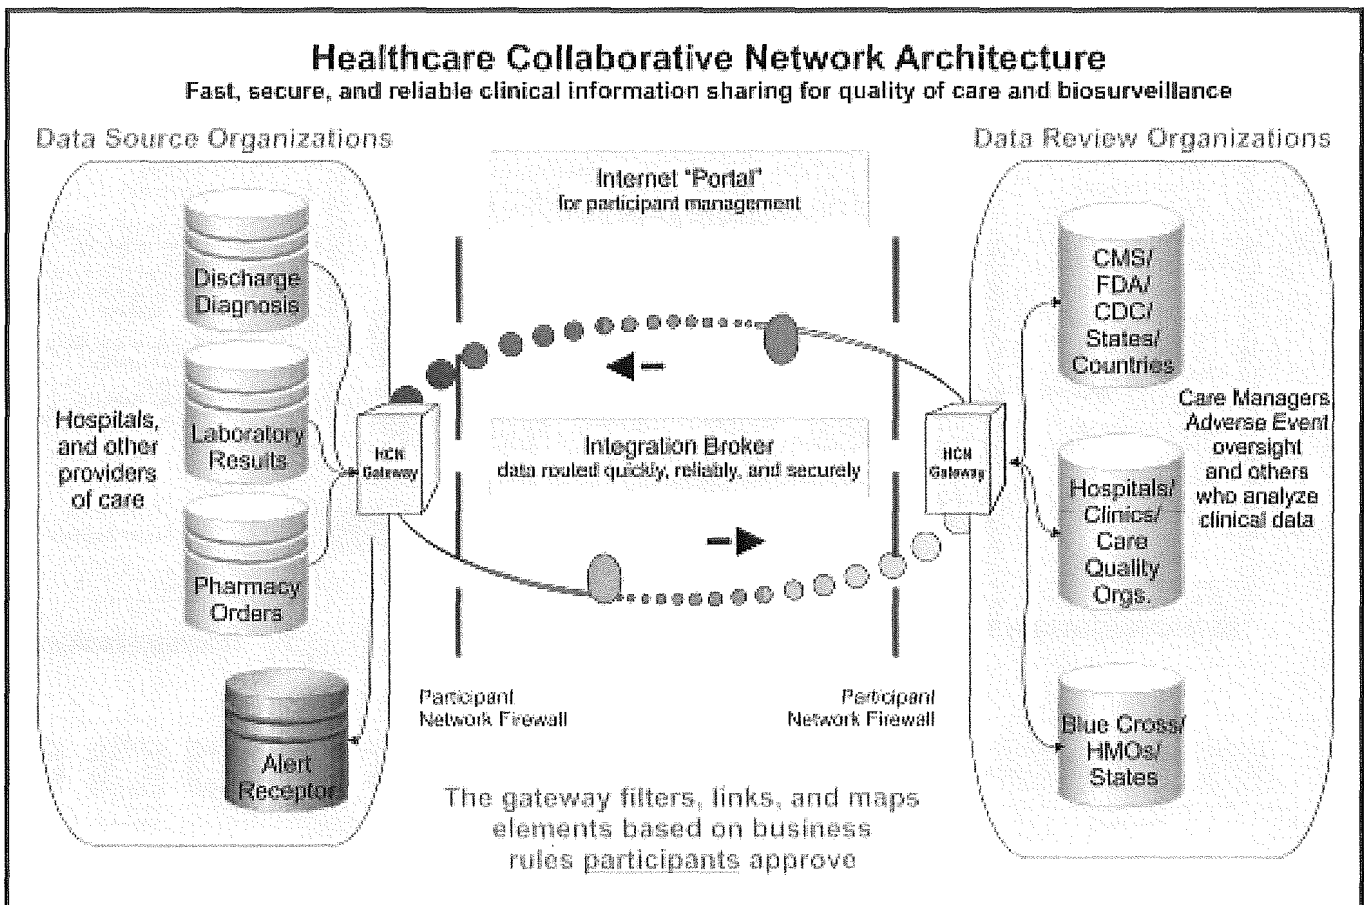 Healthcare Collaborative Network Architecture
Fast, secure, and reliable clinical information sharing for quality of care and biosurveillance
Data Source Organizations
Data Review Organizations
Internet "Portal"
for participant management
Discharge
Diagnosis
Laboratory
Results
Pharmacy
Orders
Alert
Receptor
Hospitals,
and other
providers
of care
HCN
Gateway
Integration Broker
data routed quickly, reliably, and securely
HCN
Gateway
CMS/
FDA/
CDC/
States/
Countries
Hospitals/
Clinics/
Care
Quality
Orgs.
Blue Cross/
HMOs/
States
Care Managers
Adverse Event
oversight
and others
who analyze
clinical data
Participant
Network Firewall
Participant
Network Firewall
The gateway filters, links, and maps
elements based on business
rules participants approve